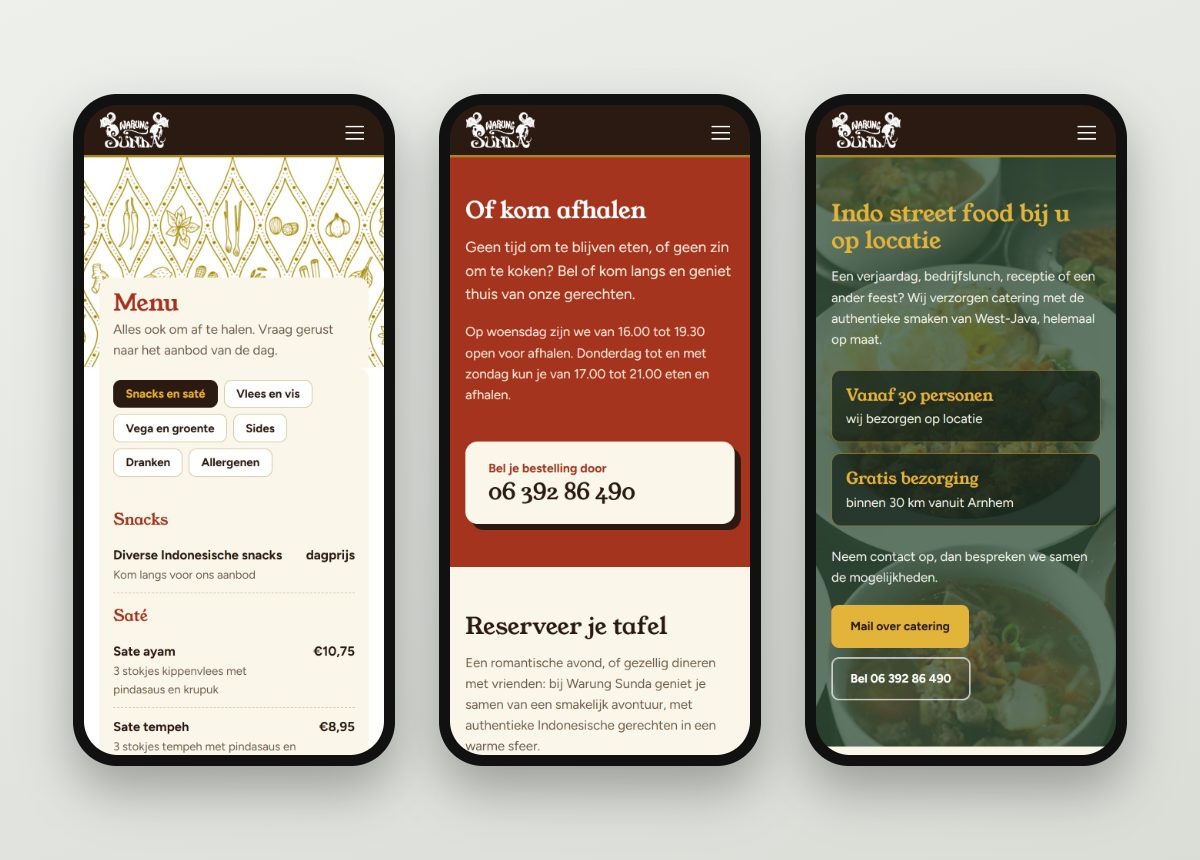 WARUNG
SUNDA
Menu
Alles ook om af te halen. Vraag gerust
naar het aanbod van de dag.
Snacks en saté
Vlees en vis
Vega en groente
Sides
Dranken
Allergenen
Snacks
Diverse Indonesische snacks dagprijs
Kom langs voor ons aanbod
Saté
Sate ayam €10,75
3 stokjes kippenvlees met
pindasaus en krupuk
Sate tempeh €8,95
3 stokjes tempeh met pindasaus en
WARUNG
SUNDA
Of kom afhalen
Geen tijd om te blijven eten, of geen zin
om te koken? Bel of kom langs en geniet
thuis van onze gerechten.
Op woensdag zijn we van 16.00 tot 19.30
open voor afhalen. Donderdag tot en met
zondag kun je van 17.00 tot 21.00 eten en
afhalen.
Bel je bestelling door
06 392 86 490
Reserveer je tafel
Een romantische avond, of gezellig dineren
met vrienden: bij Warung Sunda geniet je
samen van een smakelijk avontuur, met
authentieke Indonesische gerechten in een
warme sfeer.
WARUNG
SUNDA
Indo street food bij u
op locatie
Een verjaardag, bedrijfslunch, receptie of een
ander feest? Wij verzorgen catering met de
authentieke smaken van West-Java, helemaal
op maat.
Vanaf 30 personen
wij bezorgen op locatie
Gratis bezorging
binnen 30 km vanuit Arnhem
Neem contact op, dan bespreken we samen
de mogelijkheden.
Mail over catering
Bel 06 392 86 490